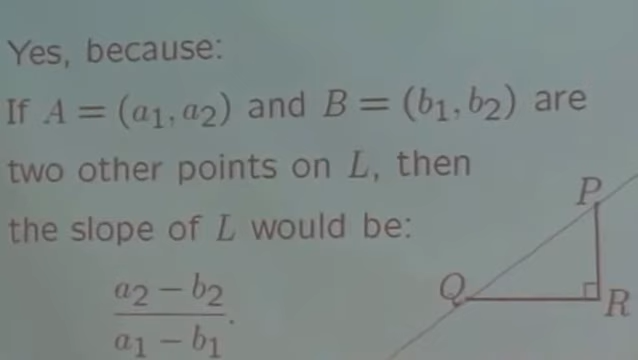 Yes, because:
If A = (a1, a2) and B = (b1, b2) are
two other points on L, then
the slope of L would be:
a2 − b2
a1 − b1.
P
Q
R